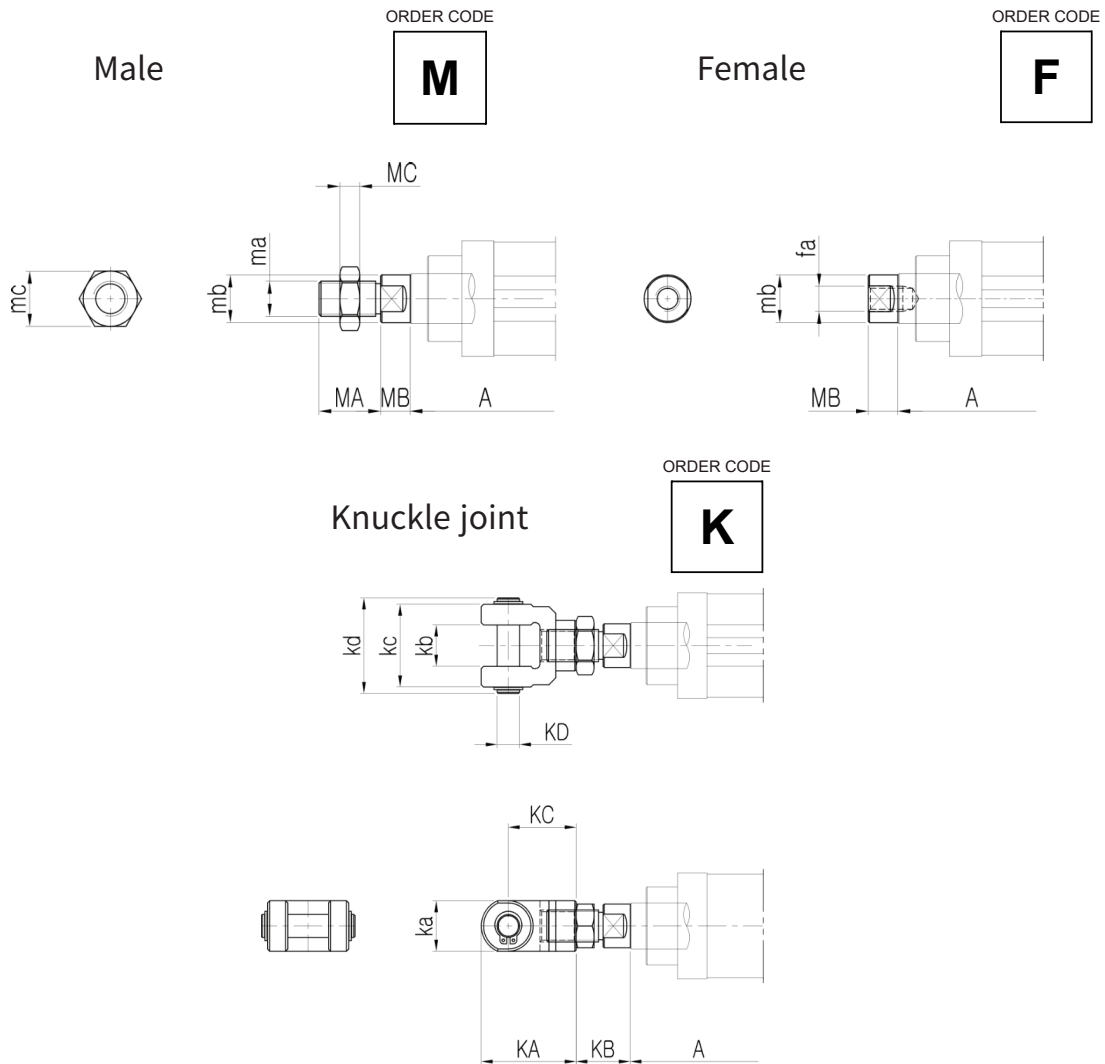 ORDER CODE
Male
M
ORDER CODE
Female
F
MC
ma
mb
mc
MA
MB
A
fa
mb
MB
A
ORDER CODE
Knuckle joint
K
kd
kc
kb
KD
KC
ka
KA
KB
A